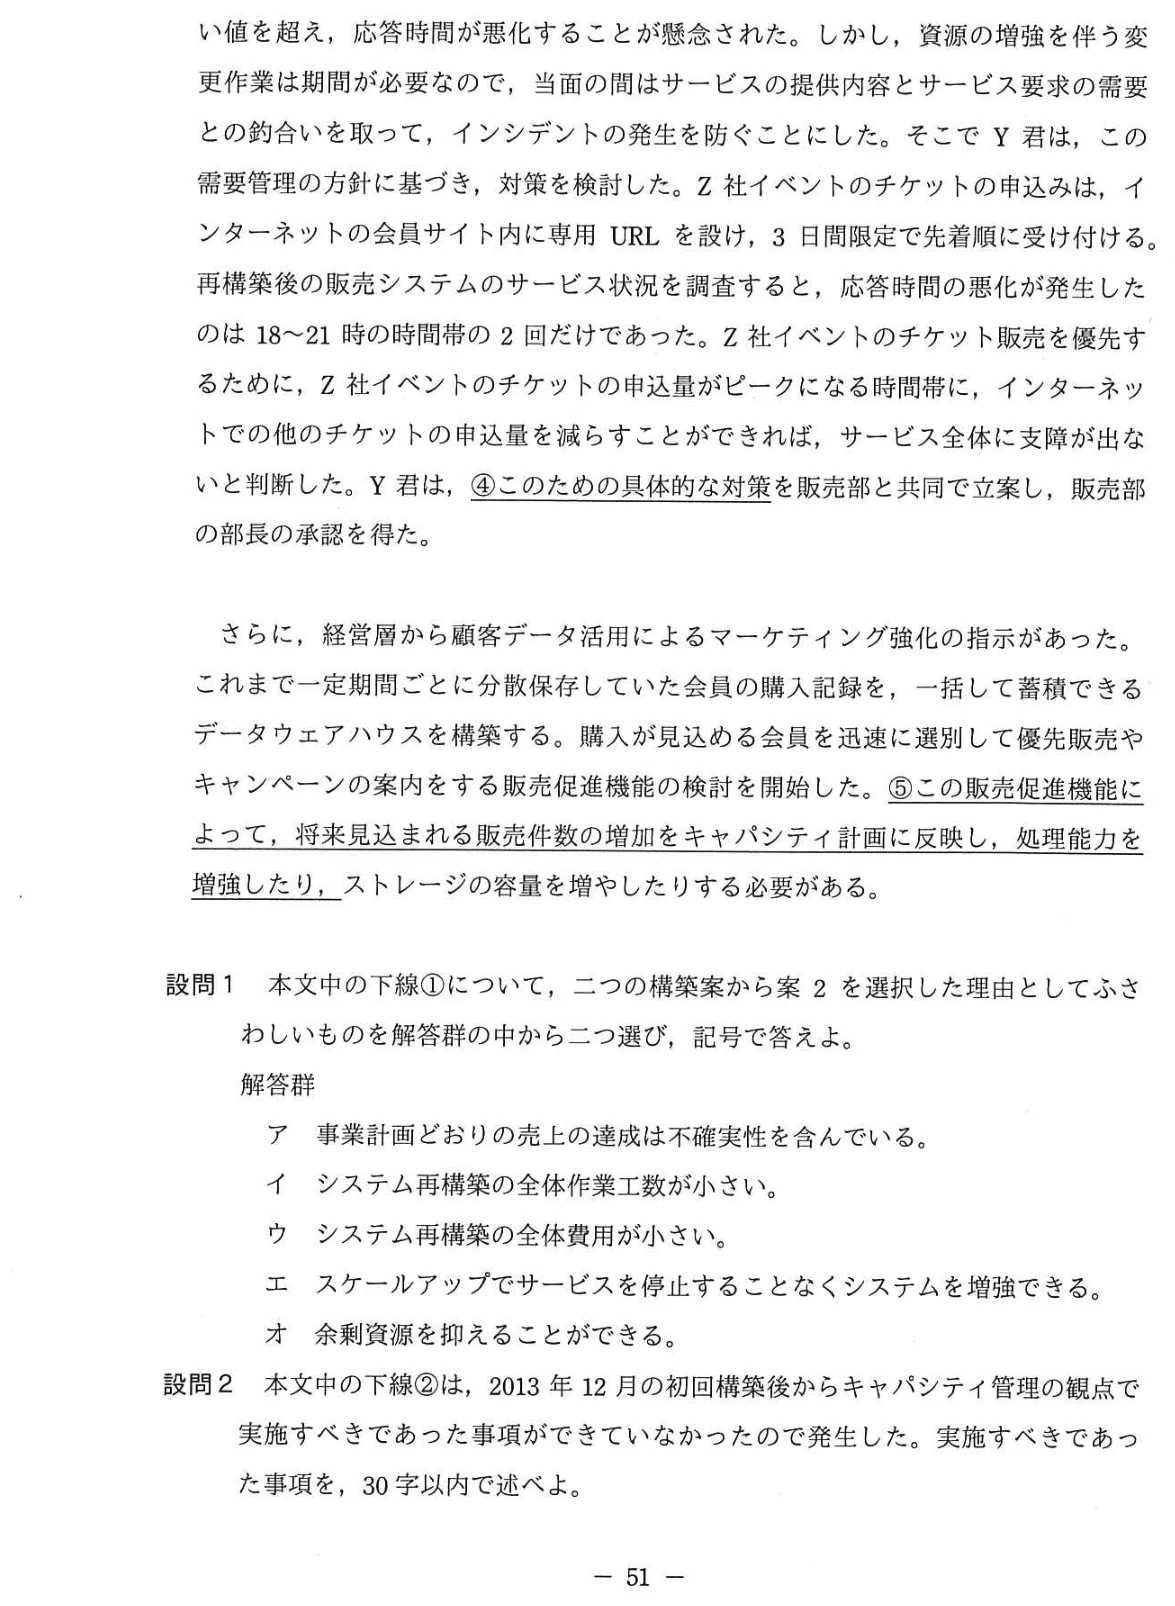 い値を超え，応答時間が悪化することが懸念された。しかし，資源の増強を伴う変
更作業は期間が必要なので，当面の間はサービスの提供内容とサービス要求の需要
との釣合いを取って，インシデントの発生を防ぐことにした。そこで Y 君は，この
需要管理の方針に基づき，対策を検討した。Z 社イベントのチケットの申込みは，イ
ンターネットの会員サイト内に専用 URL を設け，3 日間限定で先着順に受け付ける。
再構築後の販売システムのサービス状況を調査すると，応答時間の悪化が発生した
のは 18～21 時の時間帯の 2 回だけであった。Z 社イベントのチケット販売を優先す
るために，Z 社イベントのチケットの申込量がピークになる時間帯に，インターネッ
トでの他のチケットの申込量を減らすことができれば，サービス全体に支障が出な
いと判断した。Y 君は，④このための具体的な対策を販売部と共同で立案し，販売部
の部長の承認を得た。
さらに，経営層から顧客データ活用によるマーケティング強化の指示があった。
これまで一定期間ごとに分散保存していた会員の購入記録を，一括して蓄積できる
データウェアハウスを構築する。購入が見込める会員を迅速に選別して優先販売や
キャンペーンの案内をする販売促進機能の検討を開始した。⑤この販売促進機能に
よって，将来見込まれる販売件数の増加をキャパシティ計画に反映し，処理能力を
増強したり，ストレージの容量を増やしたりする必要がある。
設問1 本文中の下線①について，二つの構築案から案 2 を選択した理由としてふさ
わしいものを解答群の中から二つ選び，記号で答えよ。
解答群
ア 事業計画どおりの売上の達成は不確実性を含んでいる。
イ システム再構築の全体作業工数が小さい。
ウ システム再構築の全体費用が小さい。
エ スケールアップでサービスを停止することなくシステムを増強できる。
オ 余剰資源を抑えることができる。
設問2 本文中の下線②は，2013 年 12 月の初回構築後からキャパシティ管理の観点で
実施すべきであった事項ができていなかったので発生した。実施すべきであっ
た事項を，30 字以内で述べよ。
－ 51 －